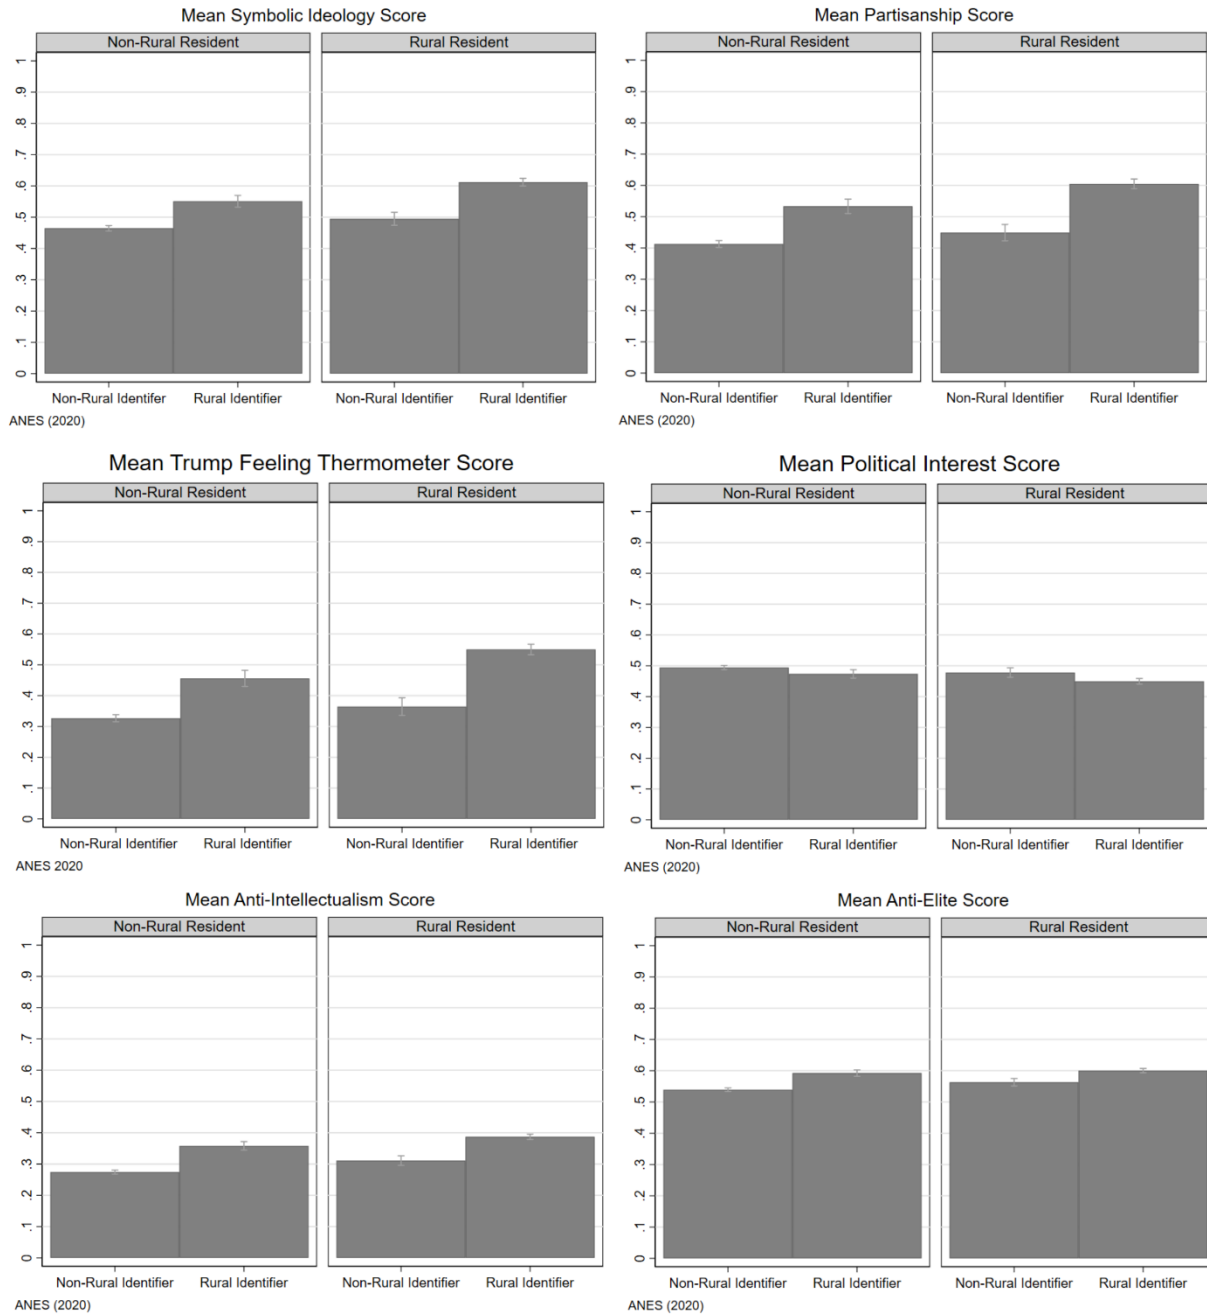 Mean Symbolic Ideology Score
Non-Rural Resident Rural Resident
1
.9
.8
.7
.6
.5
.4
.3
.2
.1
0
Non-Rural Identifier Rural Identifier Non-Rural Identifier Rural Identifier
ANES (2020)
Mean Partisanship Score
Non-Rural Resident Rural Resident
1
.9
.8
.7
.6
.5
.4
.3
.2
.1
0
Non-Rural Identifier Rural Identifier Non-Rural Identifier Rural Identifier
ANES (2020)
Mean Trump Feeling Thermometer Score
Non-Rural Resident Rural Resident
1
.9
.8
.7
.6
.5
.4
.3
.2
.1
0
Non-Rural Identifier Rural Identifier Non-Rural Identifier Rural Identifier
ANES 2020
Mean Political Interest Score
Non-Rural Resident Rural Resident
1
.9
.8
.7
.6
.5
.4
.3
.2
.1
0
Non-Rural Identifier Rural Identifier Non-Rural Identifier Rural Identifier
ANES (2020)
Mean Anti-Intellectualism Score
Non-Rural Resident Rural Resident
1
.9
.8
.7
.6
.5
.4
.3
.2
.1
0
Non-Rural Identifier Rural Identifier Non-Rural Identifier Rural Identifier
ANES (2020)
Mean Anti-Elite Score
Non-Rural Resident Rural Resident
1
.9
.8
.7
.6
.5
.4
.3
.2
.1
0
Non-Rural Identifier Rural Identifier Non-Rural Identifier Rural Identifier
ANES (2020)